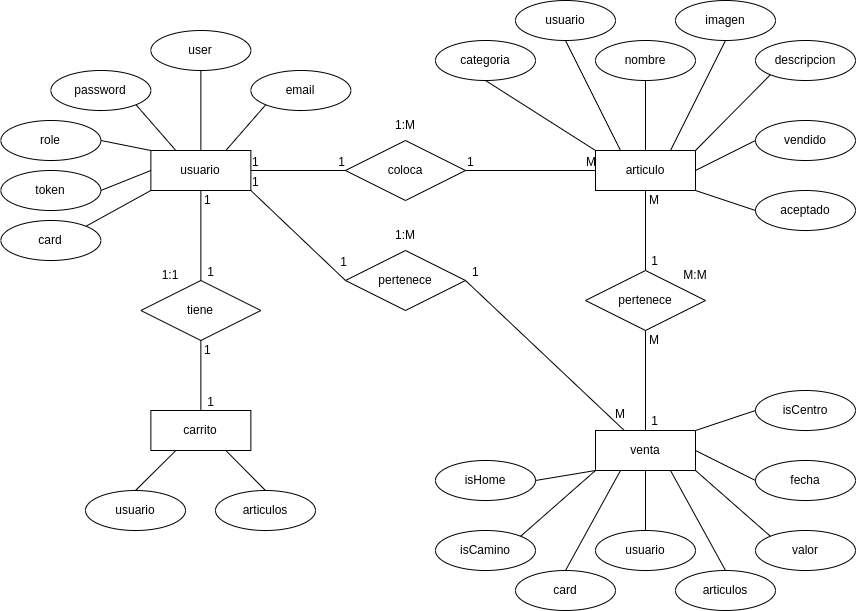 usuario
imagen
user
categoria
nombre
descripcion
password
email
1:M
role
vendido
usuario
1
1
coloca
1
M
articulo
1
token
1
M
aceptado
card
1:M
1
1
1
1
M:M
1:1
pertenece
pertenece
tiene
1
M
1
M
isCentro
1
carrito
venta
isHome
fecha
usuario
articulos
isCamino
usuario
valor
card
articulos